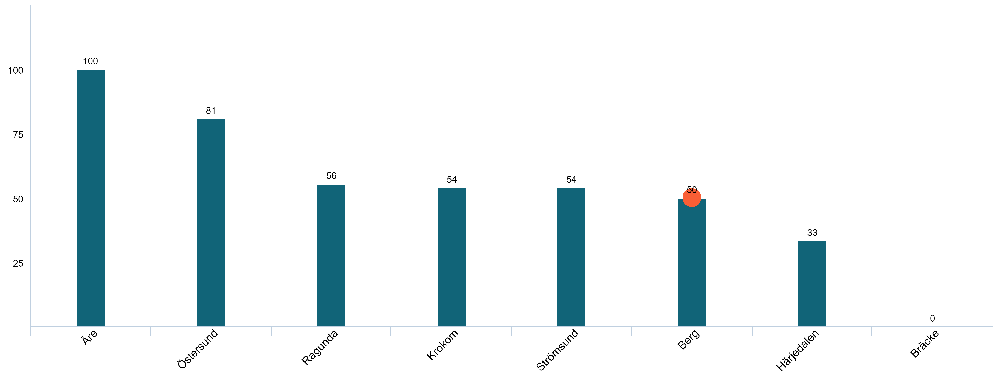 100
75
50
25
100
81
56
54
54
50
33
0
Åre
Östersund
Ragunda
Krokom
Strömsund
Berg
Härjedalen
Bräcke